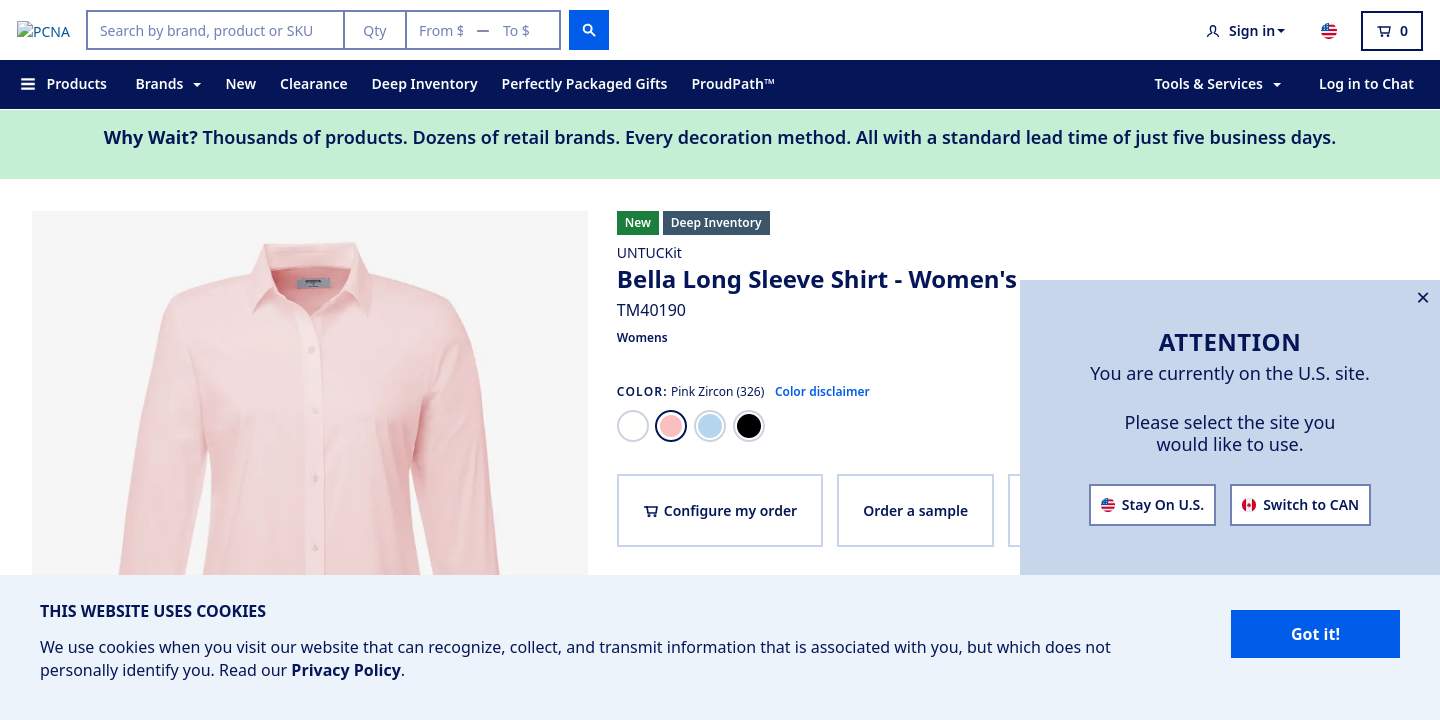 PCNA
Search by brand, product or SKU
Qty
From $ — To $
Sign in
0
Products
Brands
New
Clearance
Deep Inventory
Perfectly Packaged Gifts
ProudPath™
Tools & Services
Log in to Chat
Why Wait? Thousands of products. Dozens of retail brands. Every decoration method. All with a standard lead time of just five business days.
New
Deep Inventory
UNTUCKit
Bella Long Sleeve Shirt - Women's
TM40190
Womens
COLOR: Pink Zircon (326) Color disclaimer
Configure my order
Order a sample
✕
ATTENTION
You are currently on the U.S. site.
Please select the site you
would like to use.
Stay On U.S.
Switch to CAN
THIS WEBSITE USES COOKIES
We use cookies when you visit our website that can recognize, collect, and transmit information that is associated with you, but which does not
personally identify you. Read our Privacy Policy.
Got it!